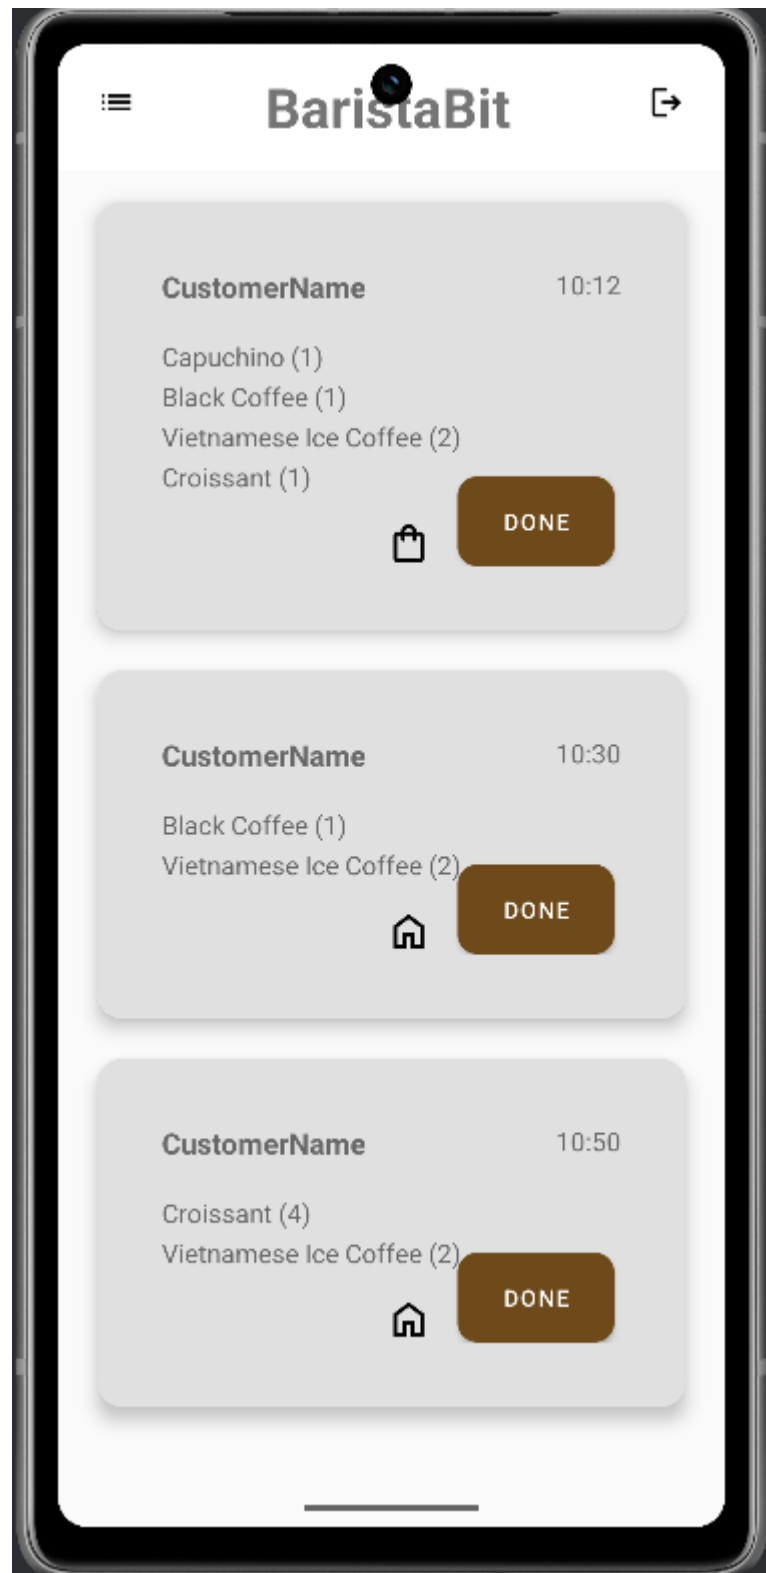 BaristaBit
CustomerName 10:12
Capuchino (1)
Black Coffee (1)
Vietnamese Ice Coffee (2)
Croissant (1)
DONE
CustomerName 10:30
Black Coffee (1)
Vietnamese Ice Coffee (2)
DONE
CustomerName 10:50
Croissant (4)
Vietnamese Ice Coffee (2)
DONE